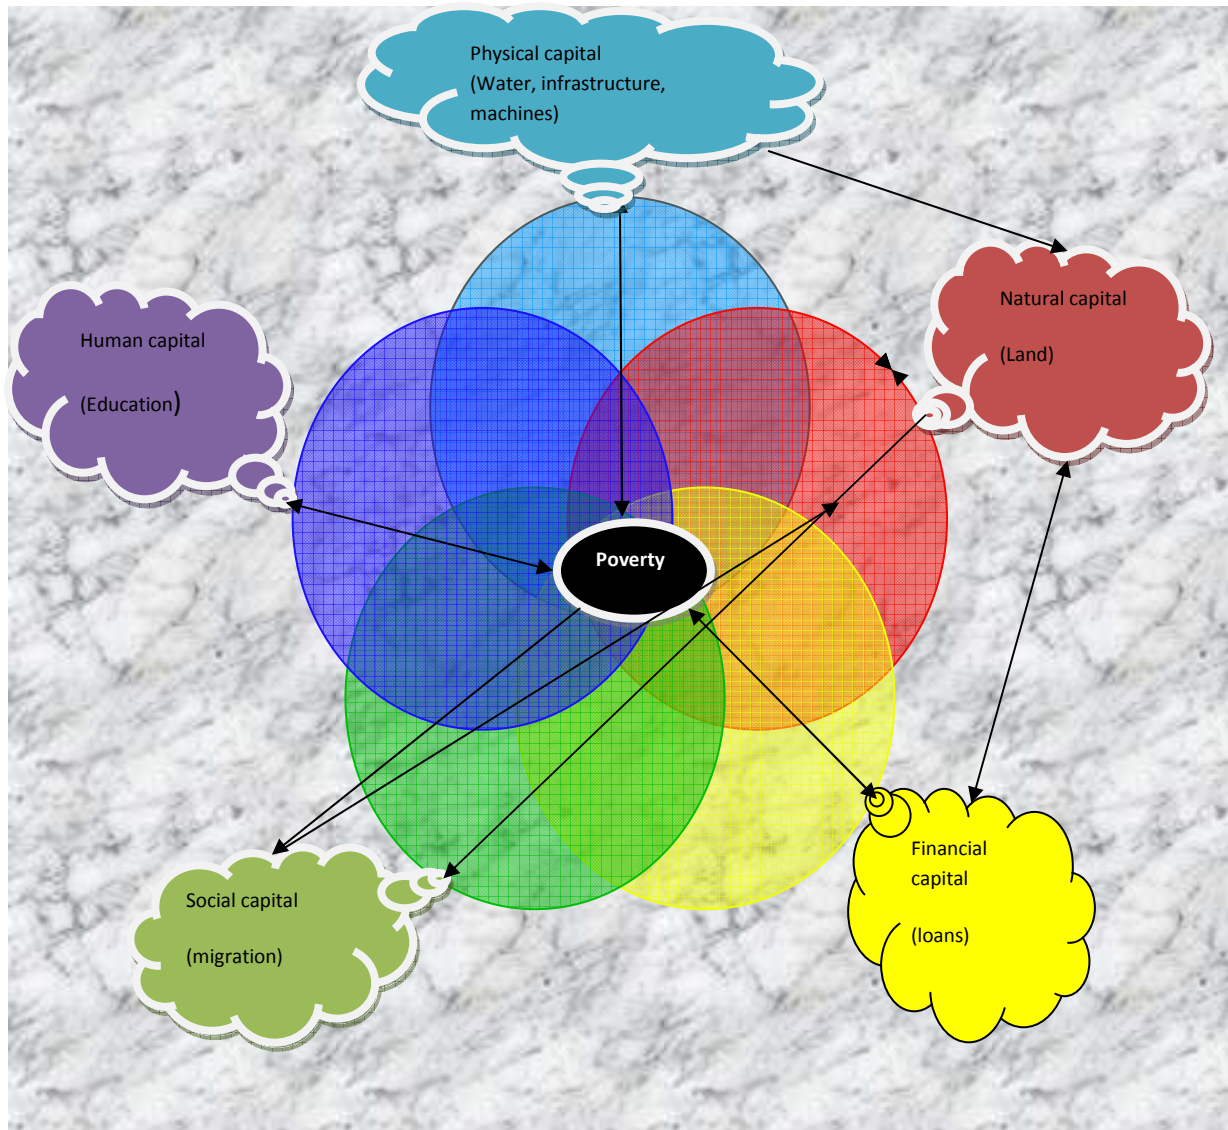 Physical capital
(Water, infrastructure,
machines)
Natural capital
(Land)
Human capital
(Education)
Poverty
Financial
capital
(loans)
Social capital
(migration)